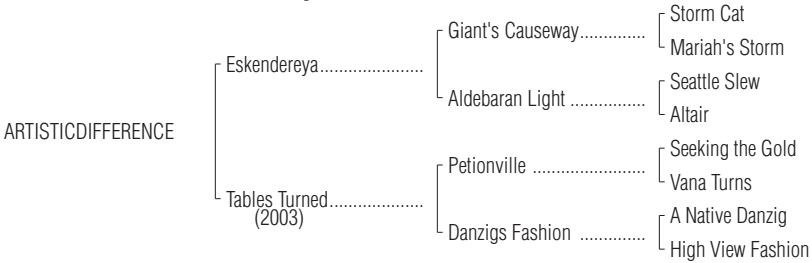 Storm Cat
Giant's Causeway..............
Mariah's Storm
Eskendereya......................
Seattle Slew
Aldebaran Light ................
Altair
ARTISTICDIFFERENCE
Seeking the Gold
Petionville ........................
Vana Turns
Tables Turned....................
(2003)
A Native Danzig
Danzigs Fashion ..............
High View Fashion